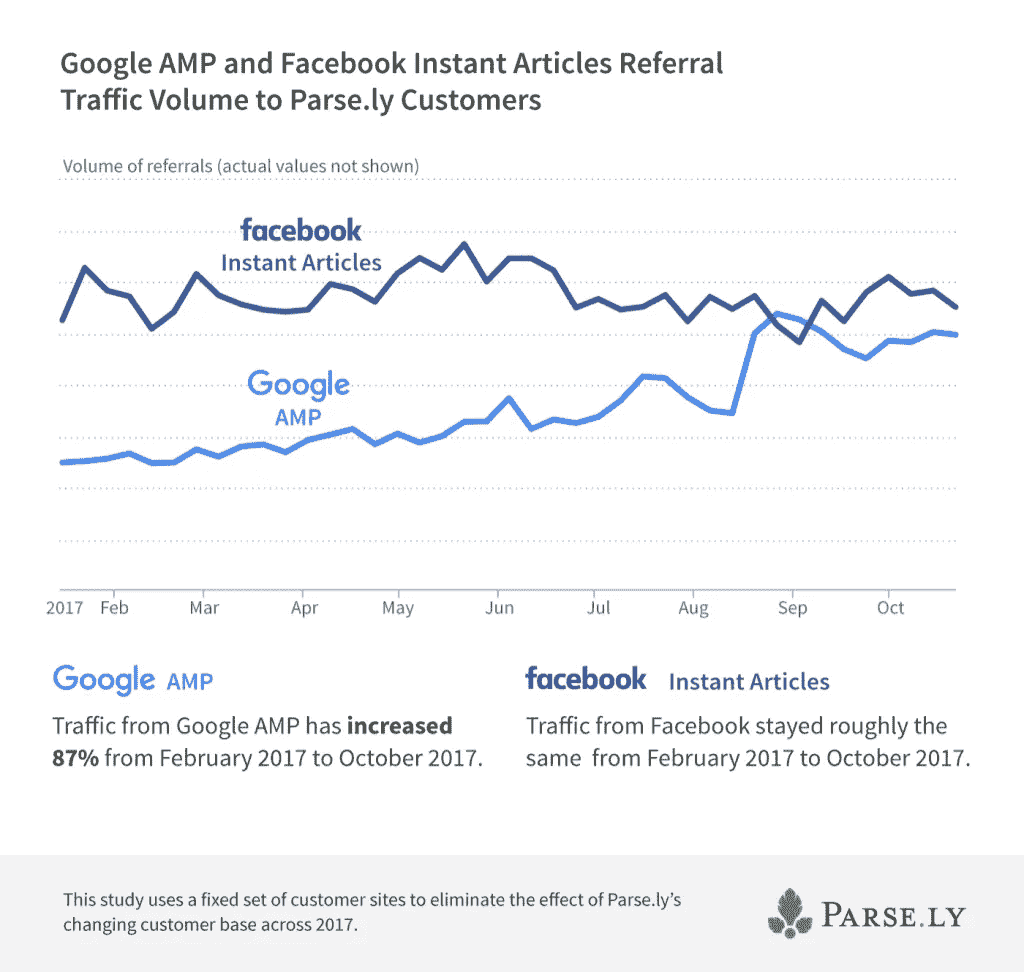 Google AMP and Facebook Instant Articles Referral
Traffic Volume to Parse.ly Customers
Volume of referrals (actual values not shown)
facebook
Instant Articles
Google
AMP
2017 Feb Mar Apr May Jun Jul Aug Sep Oct
Google AMP
Traffic from Google AMP has increased
87% from February 2017 to October 2017.
facebook Instant Articles
Traffic from Facebook stayed roughly the
same from February 2017 to October 2017.
This study uses a fixed set of customer sites to eliminate the effect of Parse.ly’s
changing customer base across 2017.
PARSE.LY